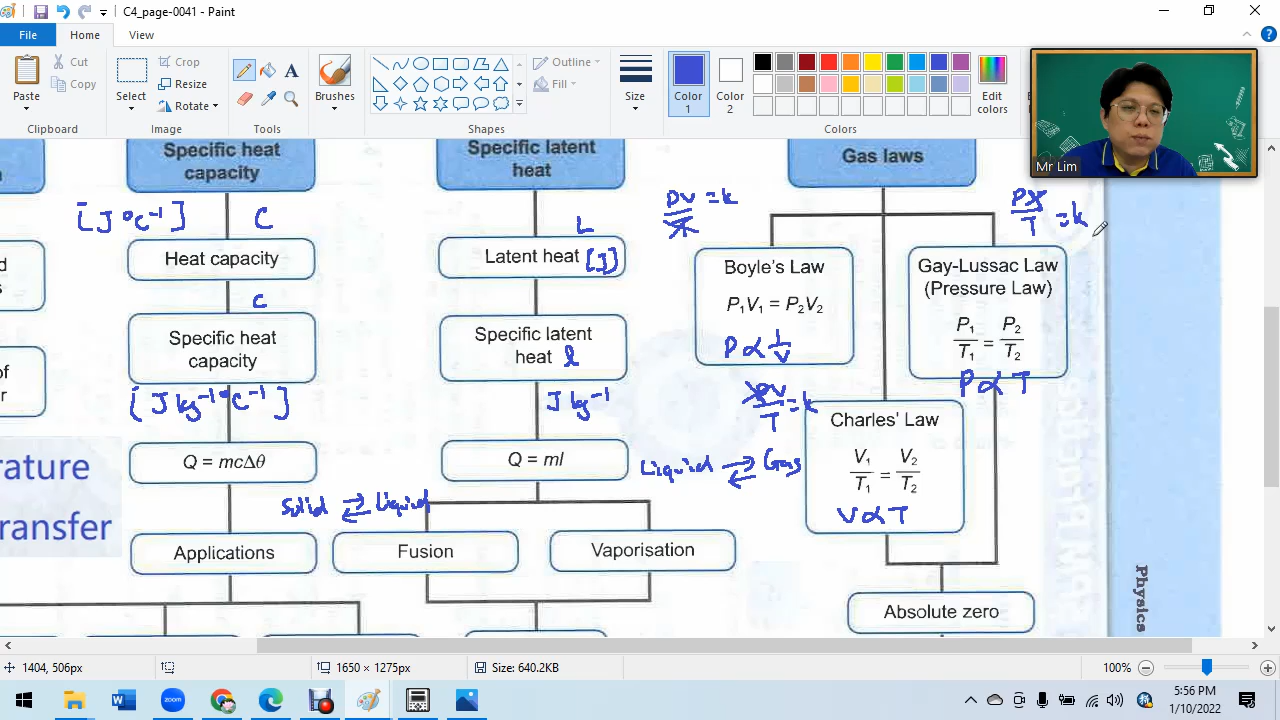 C4_page-0041 - Paint
File Home View
Paste Cut Copy Clipboard
Select Crop Resize Rotate Image
Tools
Brushes
Outline Fill Shapes
Size
Color 1 Color 2 Edit colors Colors
Mr Lim
Specific heat capacity
[J °C⁻¹] C
Heat capacity
c
Specific heat capacity
[J kg⁻¹ °C⁻¹]
Q = mcΔθ
Applications
Specific latent heat
L
Latent heat [J]
Specific latent heat l
J kg⁻¹
Q = ml
Solid ⇌ Liquid
Fusion
Liquid ⇌ Gas
Vaporisation
Gas laws
PV/T = k
Boyle's Law
P₁V₁ = P₂V₂
P ∝ 1/V
PV/T = k
Gay-Lussac Law
(Pressure Law)
P₁/T₁ = P₂/T₂
P ∝ T
PV/T = k
Charles' Law
V₁/T₁ = V₂/T₂
V ∝ T
Absolute zero
d
s
of
r
rature
ransfer
Physics
1404, 506px 1650 × 1275px Size: 640.2KB 100%
W zoom 5:56 PM
1/10/2022